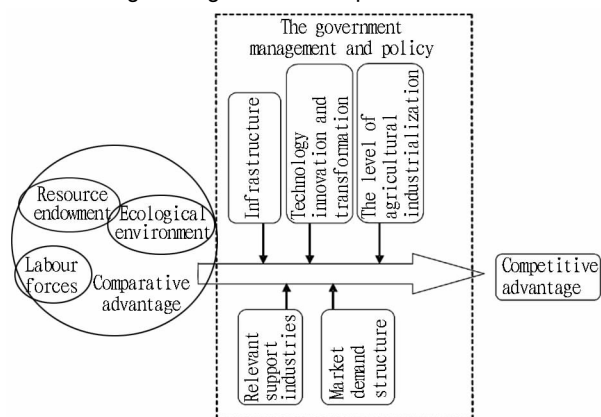 The government
management and policy
Infrastructure
Technology
innovation and
transformation
The level of
agricultural
industrialization
Resource
endowment
Ecological
environment
Labour
forces
Comparative
advantage
Competitive
advantage
Relevant
support
industries
Market
demand
structure